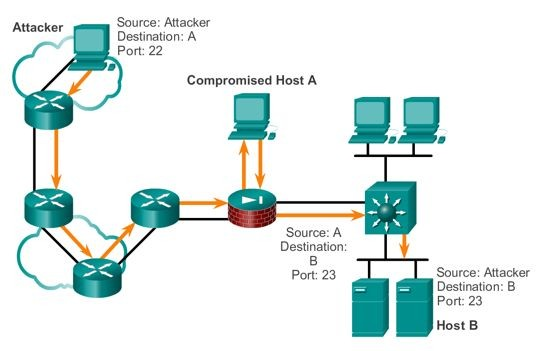 Attacker
Source: Attacker
Destination: A
Port: 22
Compromised Host A
Source: A
Destination:
B
Port: 23
Source: Attacker
Destination: B
Port: 23
Host B